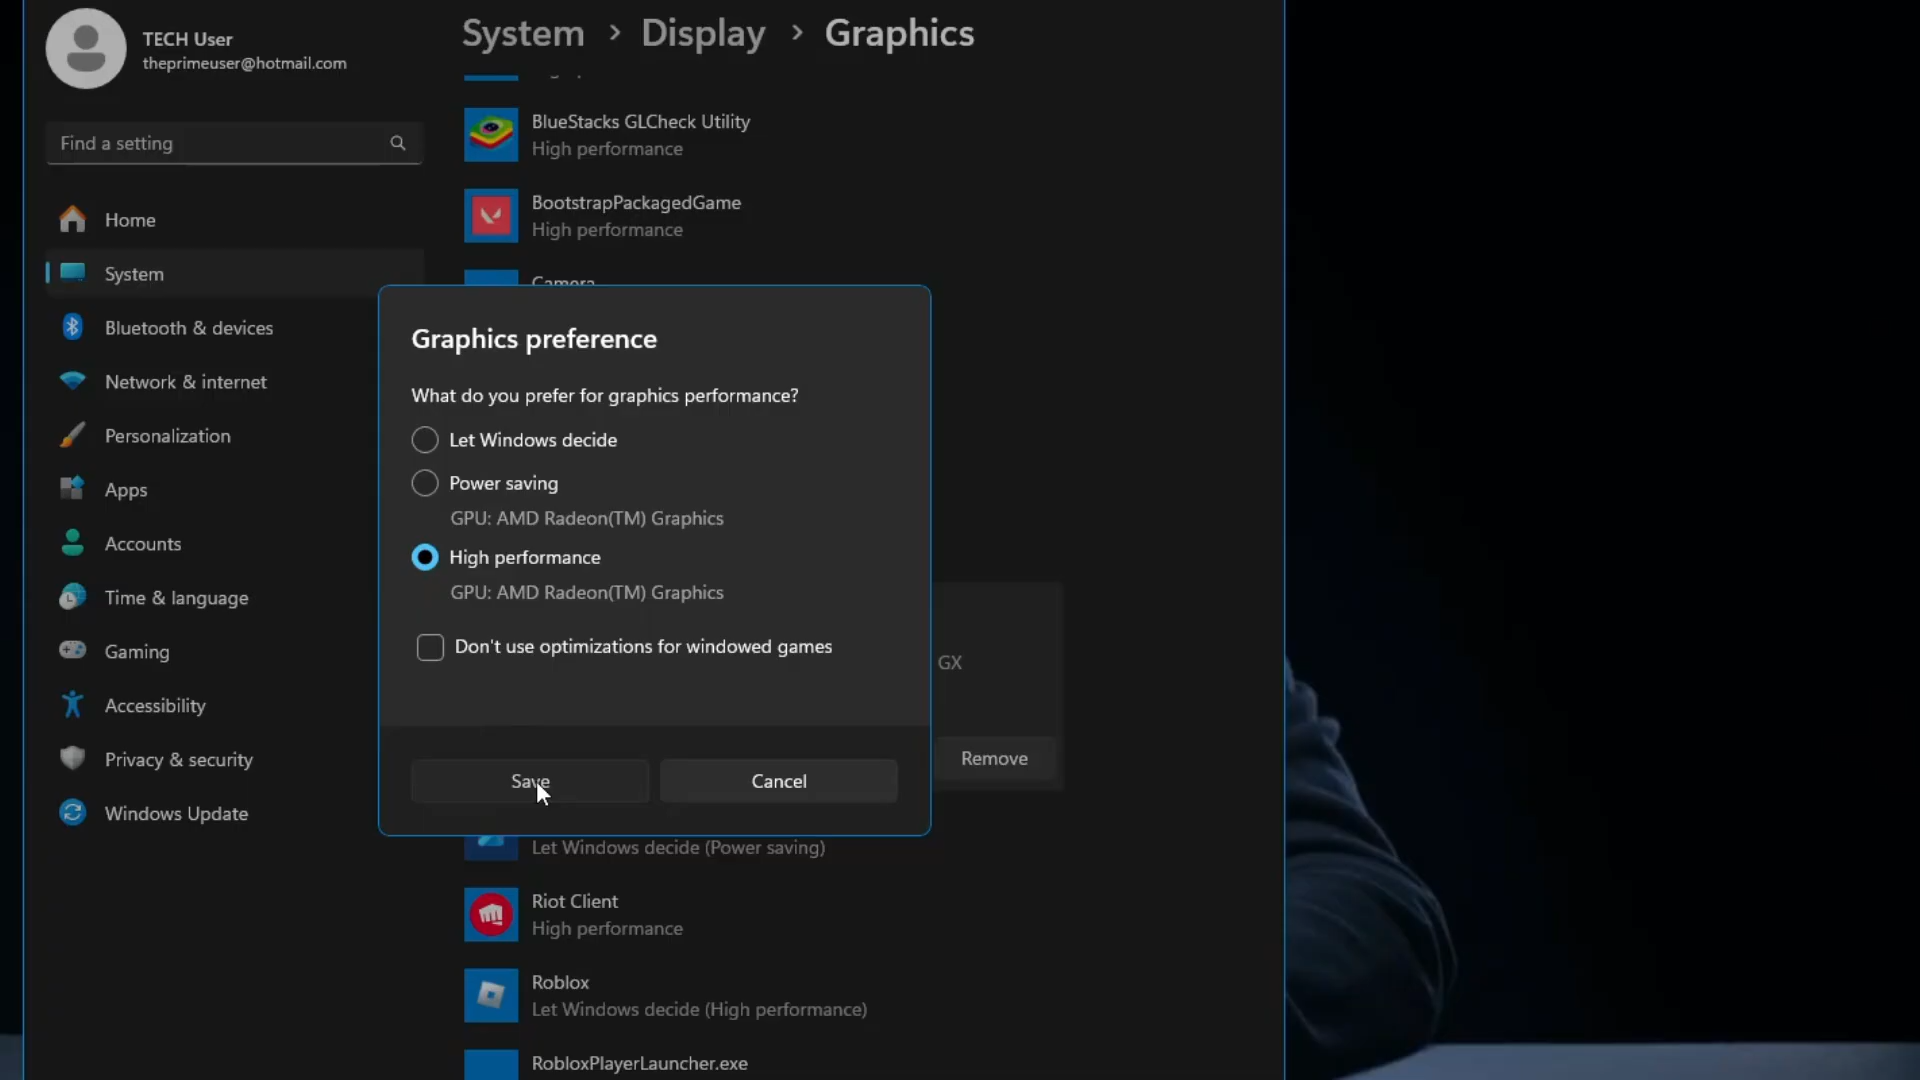 TECH User
theprimeuser@hotmail.com
Find a setting
Home
System
Bluetooth & devices
Network & internet
Personalization
Apps
Accounts
Time & language
Gaming
Accessibility
Privacy & security
Windows Update
System > Display > Graphics
BlueStacks GLCheck Utility
High performance
BootstrapPackagedGame
High performance
Camera
Graphics preference
What do you prefer for graphics performance?
Let Windows decide
Power saving
GPU: AMD Radeon(TM) Graphics
High performance
GPU: AMD Radeon(TM) Graphics
Don't use optimizations for windowed games
Save
Cancel
GX
Remove
Let Windows decide (Power saving)
Riot Client
High performance
Roblox
Let Windows decide (High performance)
RobloxPlayerLauncher.exe